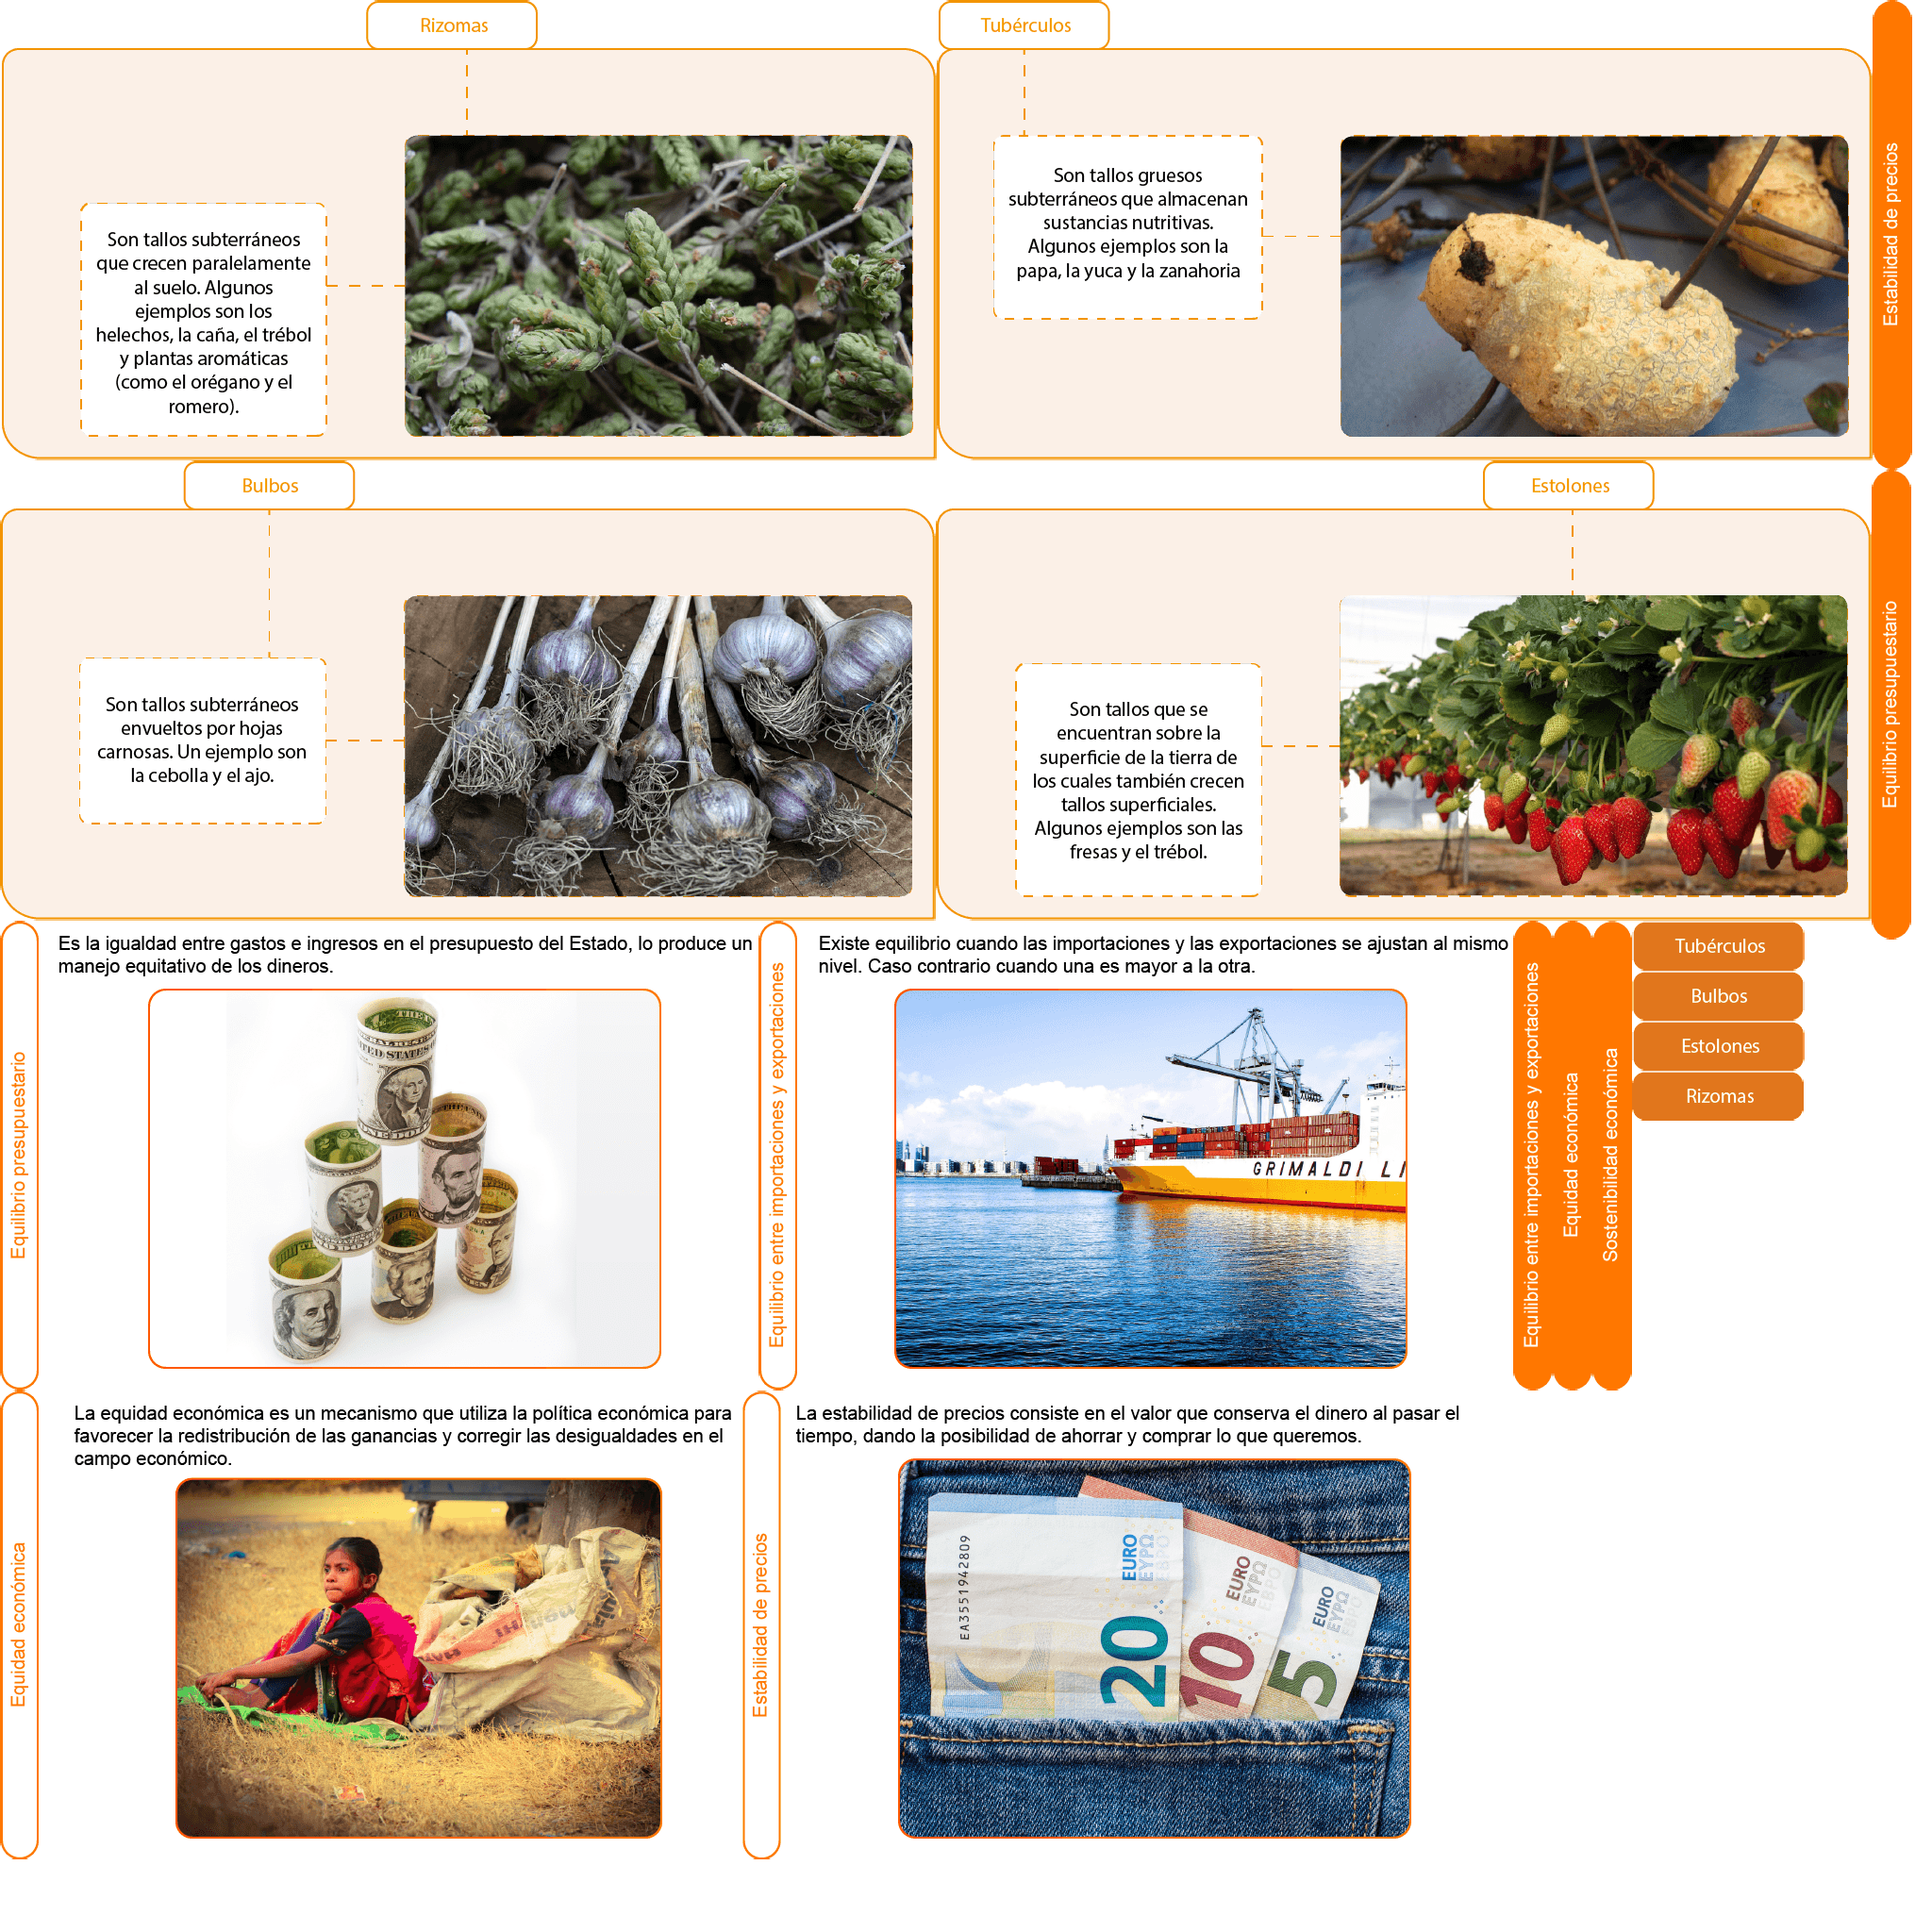 Rizomas
Son tallos subterráneos
que crecen paralelamente
al suelo. Algunos
ejemplos son los
helechos, la caña, el trébol
y plantas aromáticas
(como el orégano y el
romero).
Tubérculos
Son tallos gruesos
subterráneos que almacenan
sustancias nutritivas.
Algunos ejemplos son la
papa, la yuca y la zanahoria
Estabilidad de precios
Bulbos
Son tallos subterráneos
envueltos por hojas
carnosas. Un ejemplo son
la cebolla y el ajo.
Estolones
Son tallos que se
encuentran sobre la
superficie de la tierra de
los cuales también crecen
tallos superficiales.
Algunos ejemplos son las
fresas y el trébol.
Equilibrio presupuestario
Equilibrio presupuestario
Es la igualdad entre gastos e ingresos en el presupuesto del Estado, lo produce un
manejo equitativo de los dineros.
Equilibrio entre importaciones y exportaciones
Existe equilibrio cuando las importaciones y las exportaciones se ajustan al mismo
nivel. Caso contrario cuando una es mayor a la otra.
GRIMALDI LI
Equilibrio entre importaciones y exportaciones
Equidad económica
Sostenibilidad económica
Tubérculos
Bulbos
Estolones
Rizomas
Equidad económica
La equidad económica es un mecanismo que utiliza la política económica para
favorecer la redistribución de las ganancias y corregir las desigualdades en el
campo económico.
Estabilidad de precios
La estabilidad de precios consiste en el valor que conserva el dinero al pasar el
tiempo, dando la posibilidad de ahorrar y comprar lo que queremos.
EA3551942809
EURO
ΕΥΡΩ
ЕВРО
20
EURO
ΕΥΡΩ
ЕВРО
10
EURO
ΕΥΡΩ
ЕВРО
5